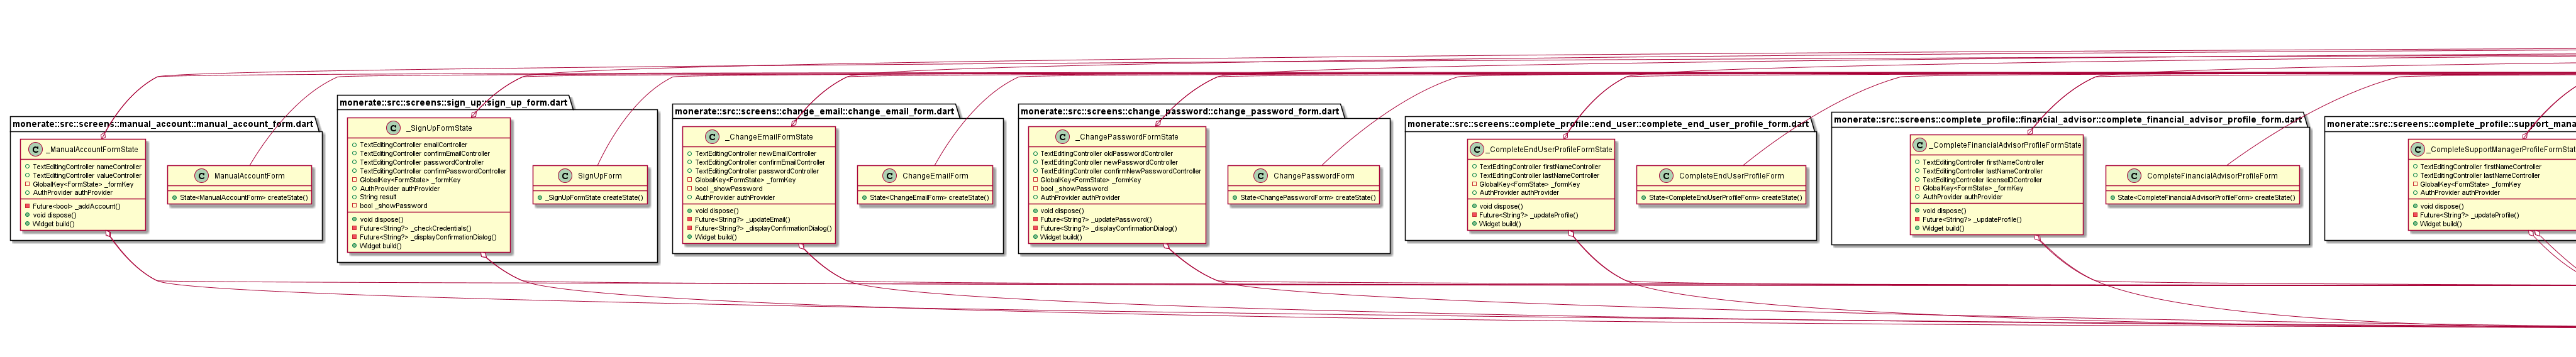 monerate::src::screens::manual_account::manual_account_form.dart
C _ManualAccountFormState
TextEditingController nameController
TextEditingController valueController
GlobalKey<FormState> _formKey
AuthProvider authProvider
Future<bool> _addAccount()
void dispose()
Widget build()
C ManualAccountForm
State<ManualAccountForm> createState()
monerate::src::screens::sign_up::sign_up_form.dart
C _SignUpFormState
TextEditingController emailController
TextEditingController confirmEmailController
TextEditingController passwordController
TextEditingController confirmPasswordController
GlobalKey<FormState> _formKey
AuthProvider authProvider
String result
bool _showPassword
void dispose()
Future<String?> _checkCredentials()
Future<String?> _displayConfirmationDialog()
Widget build()
C SignUpForm
_SignUpFormState createState()
monerate::src::screens::change_email::change_email_form.dart
C _ChangeEmailFormState
TextEditingController newEmailController
TextEditingController confirmEmailController
TextEditingController passwordController
GlobalKey<FormState> _formKey
bool _showPassword
AuthProvider authProvider
void dispose()
Future<String?> _updateEmail()
Future<String?> _displayConfirmationDialog()
Widget build()
C ChangeEmailForm
State<ChangeEmailForm> createState()
monerate::src::screens::change_password::change_password_form.dart
C _ChangePasswordFormState
TextEditingController oldPasswordController
TextEditingController newPasswordController
TextEditingController confirmNewPasswordController
GlobalKey<FormState> _formKey
bool _showPassword
AuthProvider authProvider
void dispose()
Future<String?> _updatePassword()
Future<String?> _displayConfirmationDialog()
Widget build()
C ChangePasswordForm
State<ChangePasswordForm> createState()
monerate::src::screens::complete_profile::end_user::complete_end_user_profile_form.dart
C _CompleteEndUserProfileFormState
TextEditingController firstNameController
TextEditingController lastNameController
GlobalKey<FormState> _formKey
AuthProvider authProvider
void dispose()
Future<String?> _updateProfile()
Widget build()
C CompleteEndUserProfileForm
State<CompleteEndUserProfileForm> createState()
monerate::src::screens::complete_profile::financial_advisor::complete_financial_advisor_profile_form.dart
C _CompleteFinancialAdvisorProfileFormState
TextEditingController firstNameController
TextEditingController lastNameController
TextEditingController licenseIDController
GlobalKey<FormState> _formKey
AuthProvider authProvider
void dispose()
Future<String?> _updateProfile()
Widget build()
C CompleteFinancialAdvisorProfileForm
State<CompleteFinancialAdvisorProfileForm> createState()
monerate::src::screens::complete_profile::support_mana
C _CompleteSupportManagerProfileFormStat
TextEditingController firstNameController
TextEditingController lastNameController
GlobalKey<FormState> _formKey
AuthProvider authProvider
void dispose()
Future<String?> _updateProfile()
Widget build()